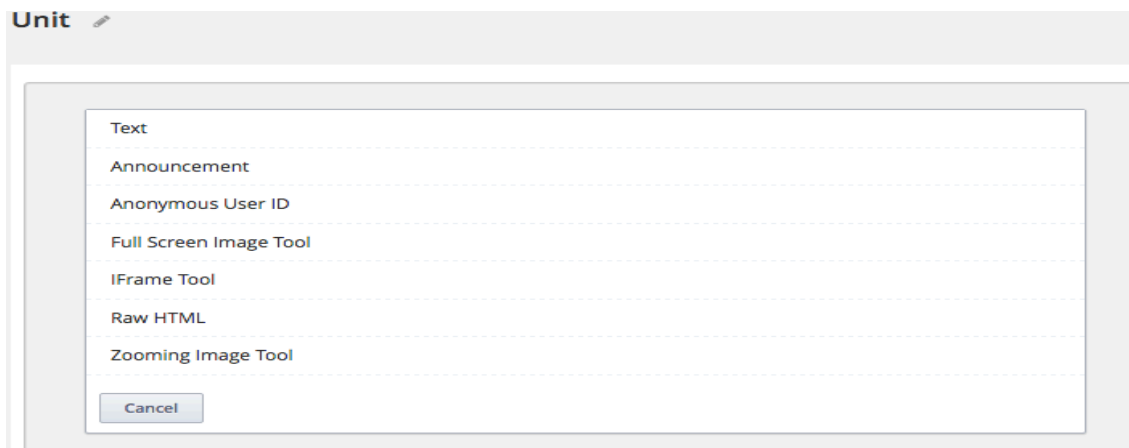 Unit
Text
Announcement
Anonymous User ID
Full Screen Image Tool
IFrame Tool
Raw HTML
Zooming Image Tool
Cancel